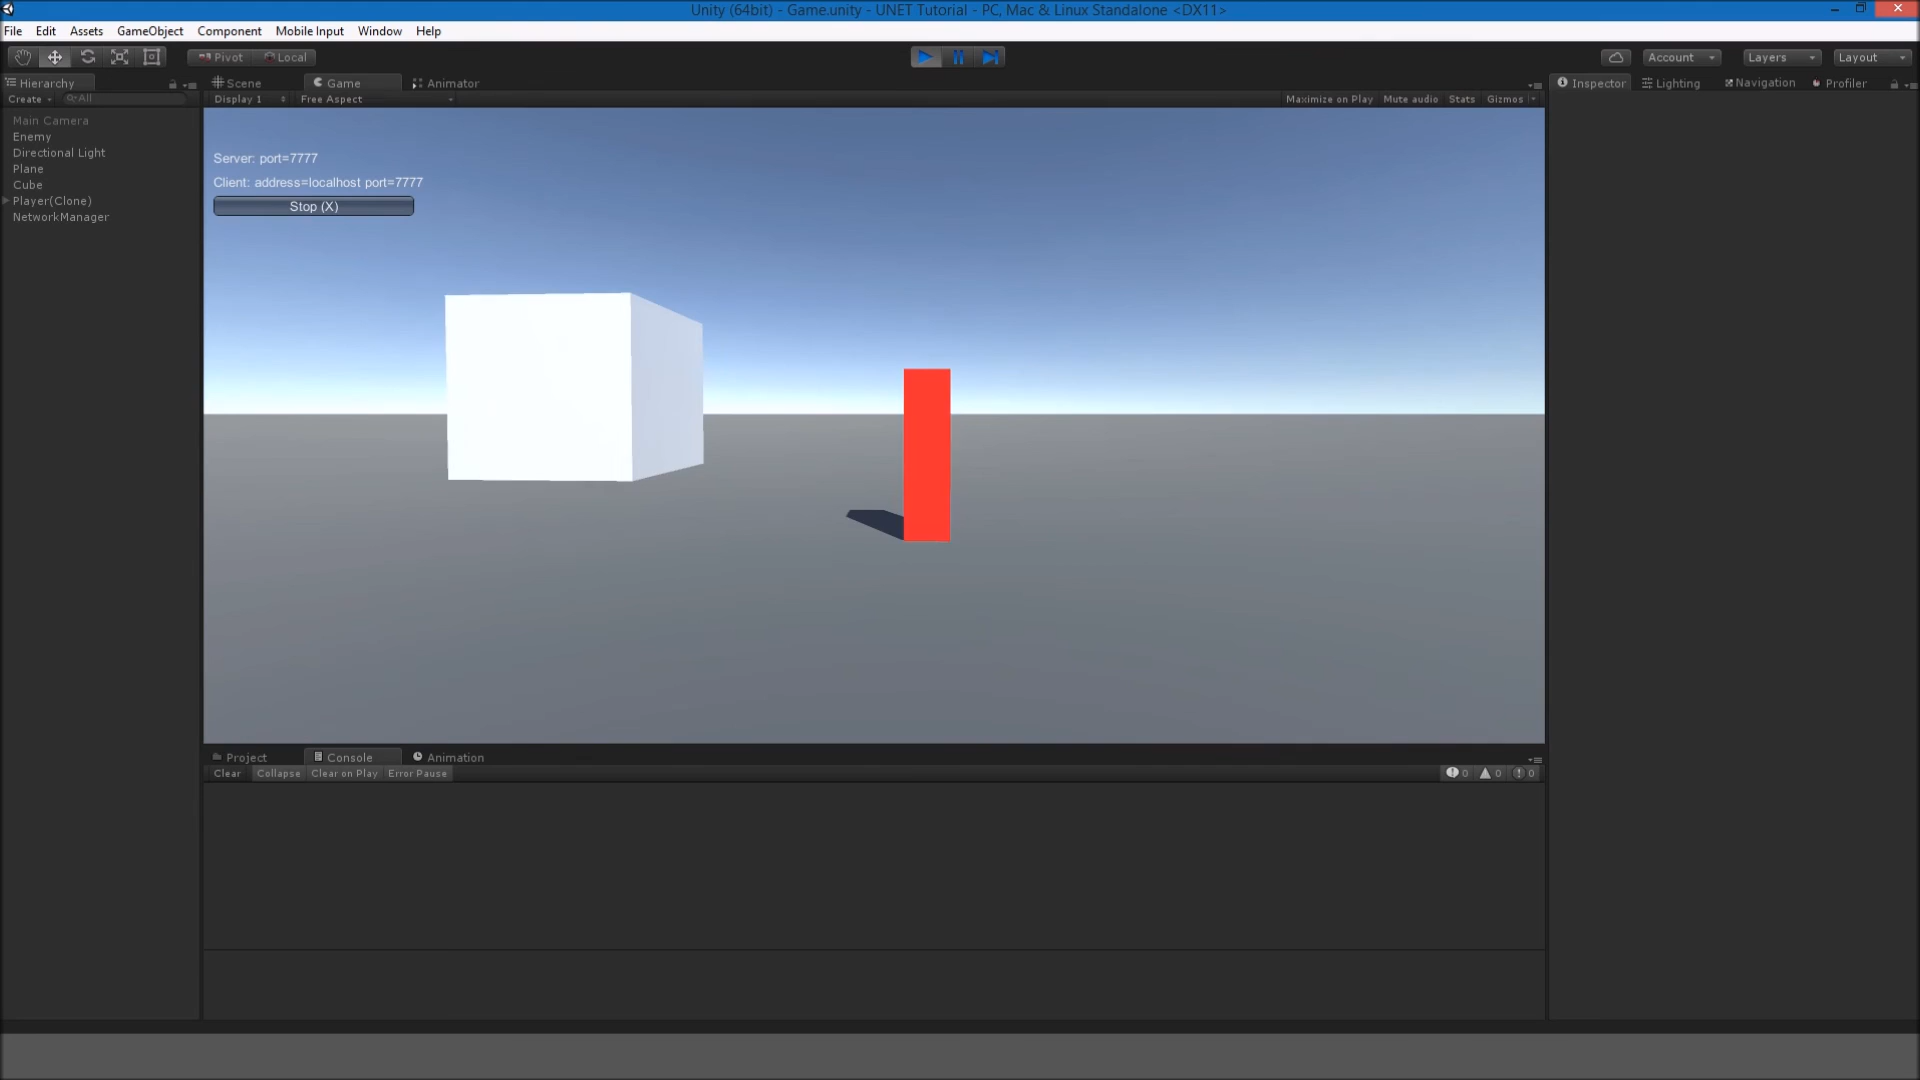 Unity (64bit) - Game.unity - UNET Tutorial - PC, Mac & Linux Standalone <DX11>
File Edit Assets GameObject Component Mobile Input Window Help
Pivot Local Account Layers Layout
Hierarchy Scene Game Animator Inspector Lighting Navigation Profiler
Create All Display 1 Free Aspect Maximize on Play Mute audio Stats Gizmos
Main Camera
Enemy
Directional Light
Plane
Cube
Player(Clone)
NetworkManager
Server: port=7777
Client: address=localhost port=7777
Stop (X)
Project Console Animation
Clear Collapse Clear on Play Error Pause 0 0 0